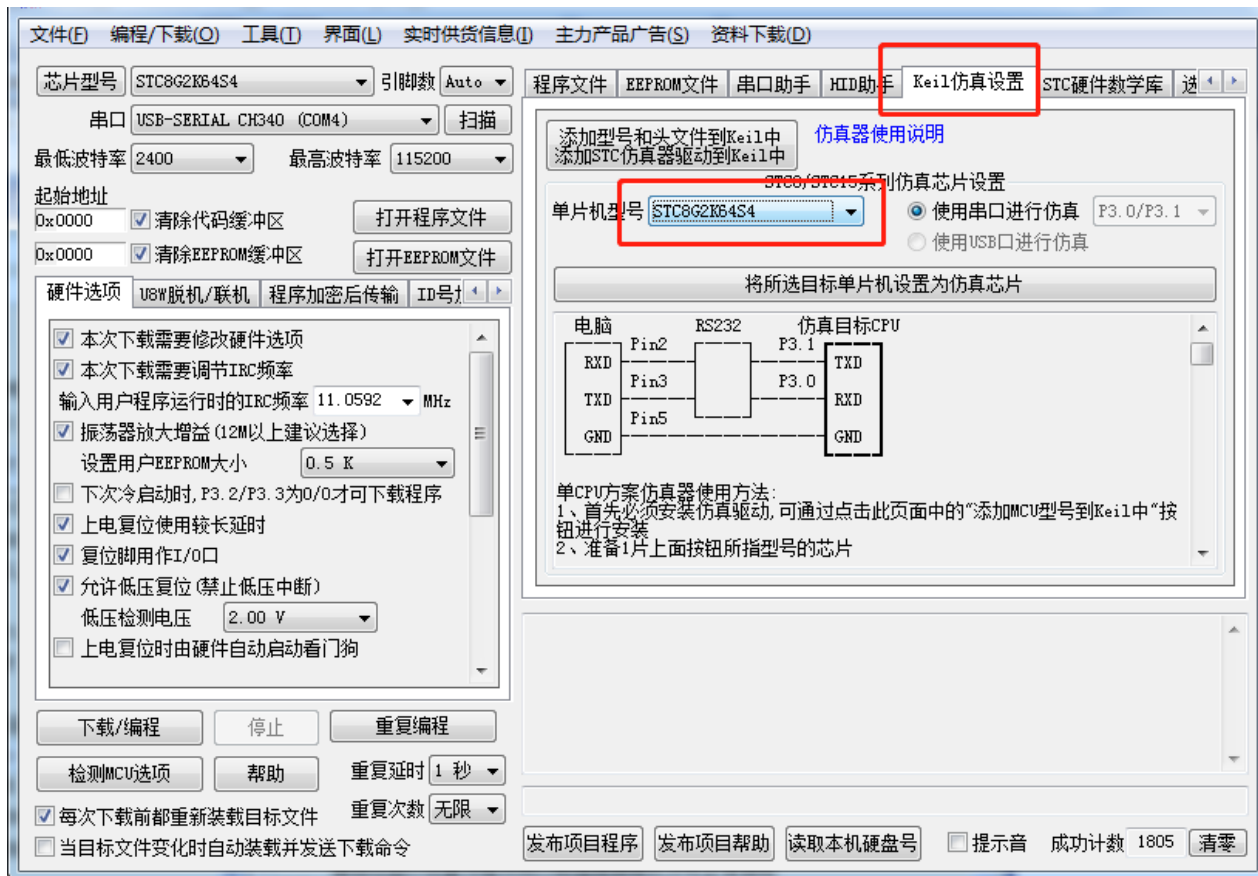 文件(F) 编程/下载(O) 工具(T) 界面(L) 实时供货信息(I) 主力产品广告(S) 资料下载(D)
芯片型号 STC8G2K64S4 引脚数 Auto
串口 USB-SERIAL CH340 (COM4) 扫描
最低波特率 2400 最高波特率 115200
起始地址
0x0000 清除代码缓冲区 打开程序文件
0x0000 清除EEPROM缓冲区 打开EEPROM文件
硬件选项 U8W脱机/联机 程序加密后传输 ID号
本次下载需要修改硬件选项
本次下载需要调节IRC频率
输入用户程序运行时的IRC频率 11.0592 MHz
振荡器放大增益(12M以上建议选择)
设置用户EEPROM大小 0.5 K
下次冷启动时,P3.2/P3.3为0/0才可下载程序
上电复位使用较长延时
复位脚用作I/O口
允许低压复位(禁止低压中断)
低压检测电压 2.00 V
上电复位时由硬件自动启动看门狗
下载/编程 停止 重复编程
检测MCU选项 帮助 重复延时 1 秒
每次下载前都重新装载目标文件 重复次数 无限
当目标文件变化时自动装载并发送下载命令
程序文件 EEPROM文件 串口助手 HID助手 Keil仿真设置 STC硬件数学库 选
添加型号和头文件到Keil中
添加STC仿真器驱动到Keil中
仿真器使用说明
STC8/STC15系列仿真芯片设置
单片机型号 STC8G2K64S4 使用串口进行仿真 P3.0/P3.1
使用USB口进行仿真
将所选目标单片机设置为仿真芯片
电脑 RS232 仿真目标CPU
Pin2 P3.1
RXD TXD
Pin3 P3.0
TXD RXD
Pin5
GND GND
单CPU方案仿真器使用方法:
1、首先必须安装仿真驱动,可通过点击此页面中的"添加MCU型号到Keil中"按
钮进行安装
2、准备1片上面按钮所指型号的芯片
发布项目程序 发布项目帮助 读取本机硬盘号 提示音 成功计数 1805 清零